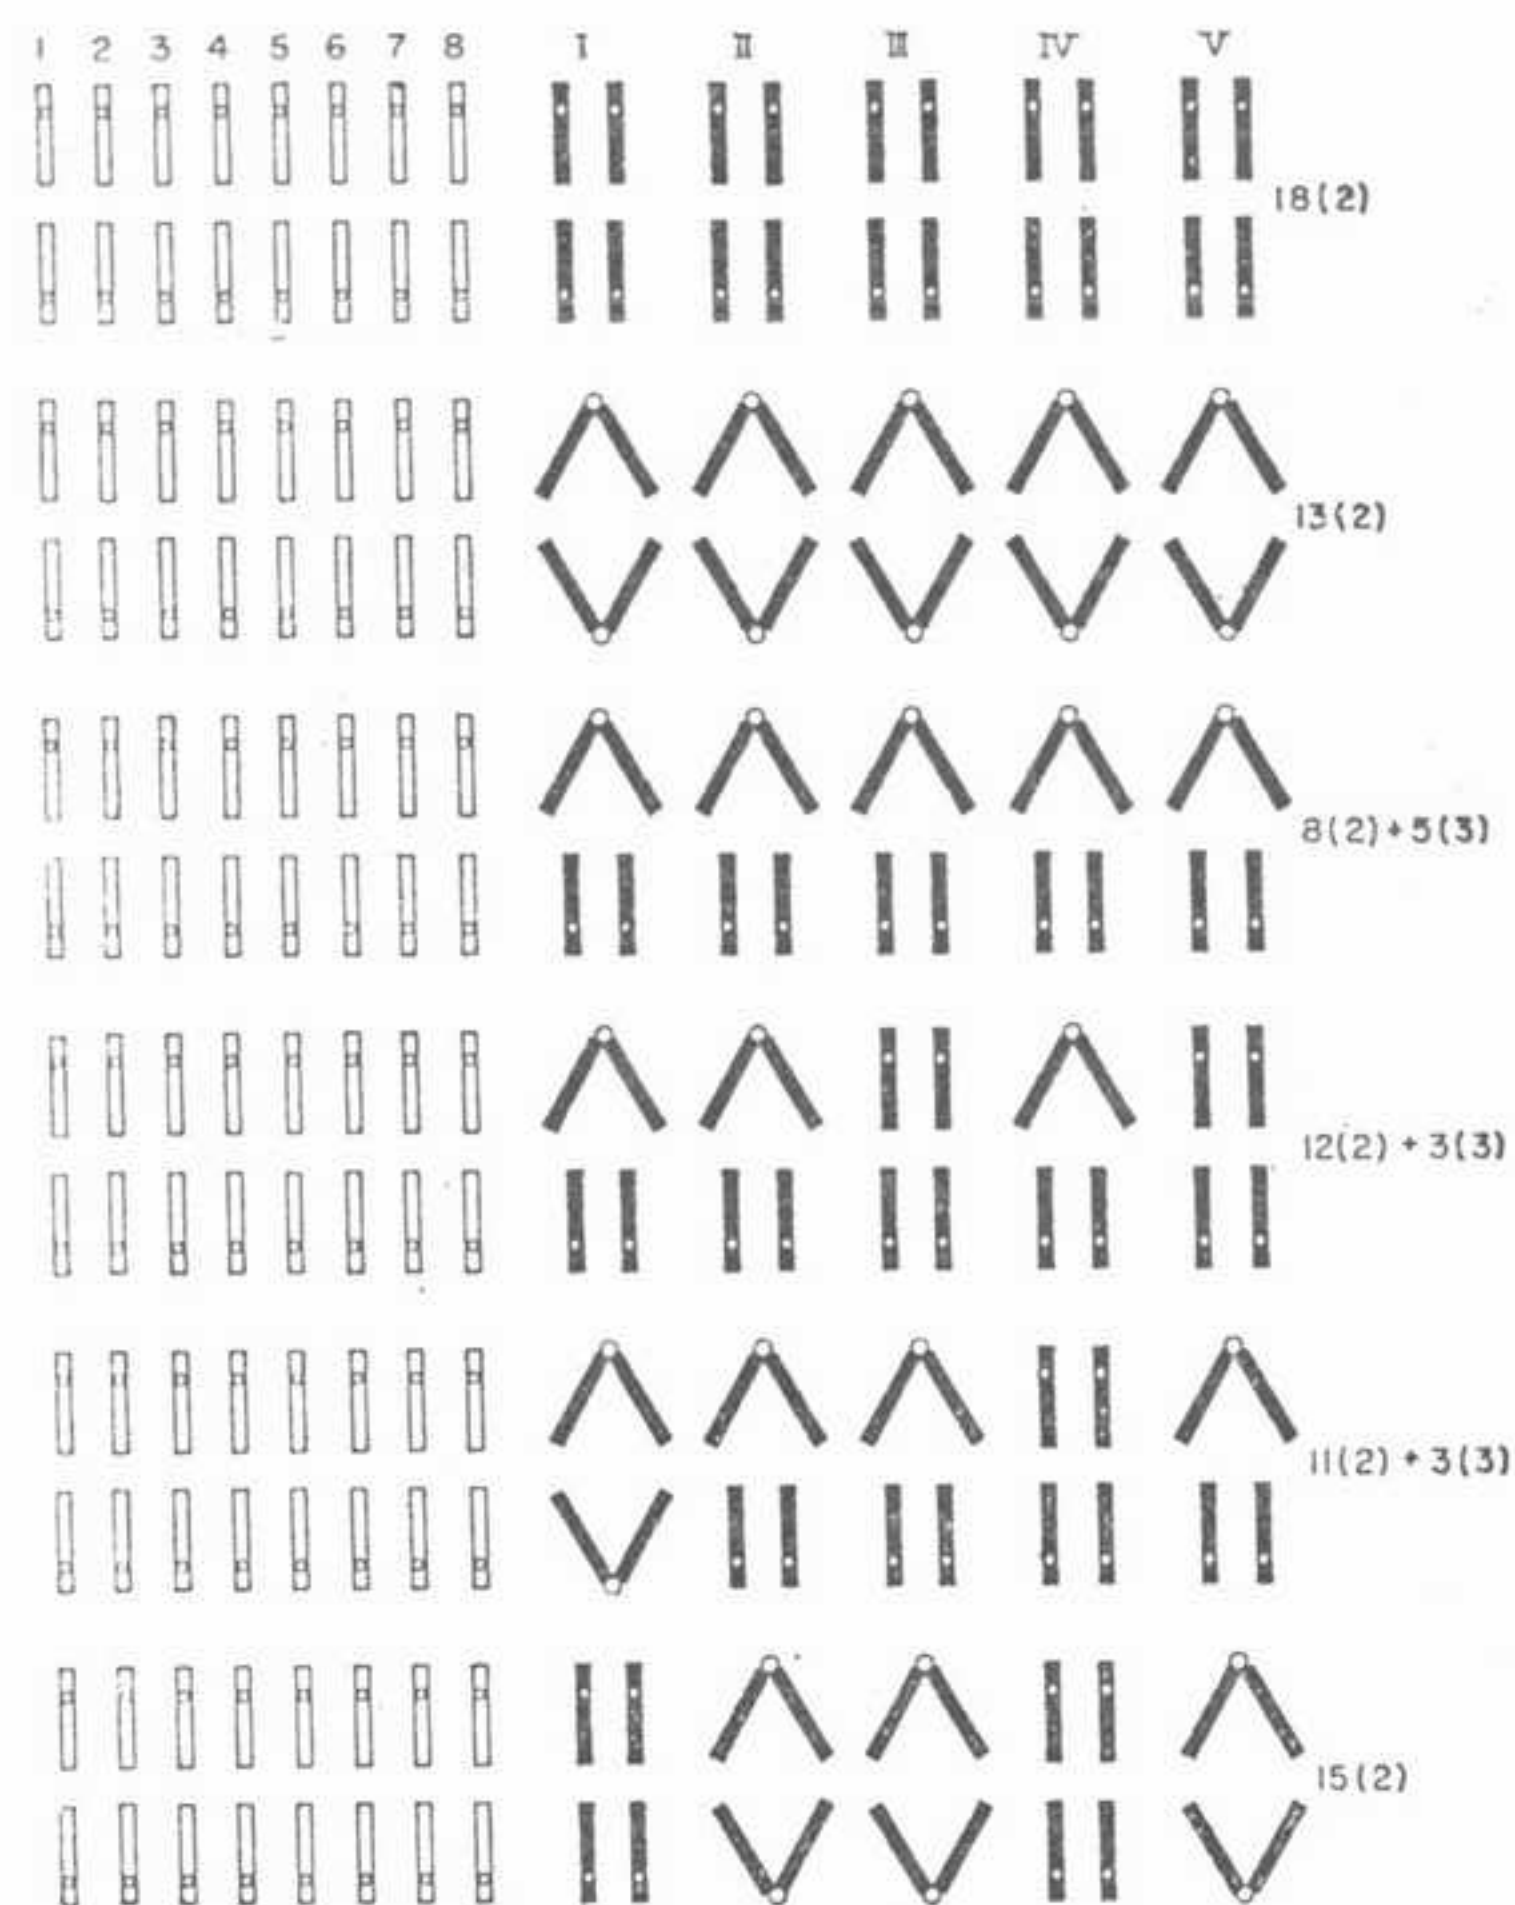 1 2 3 4 5 6 7 8 I II III IV V
18(2)
13(2)
8(2)+5(3)
12(2) + 3(3)
11(2) + 3(3)
15(2)